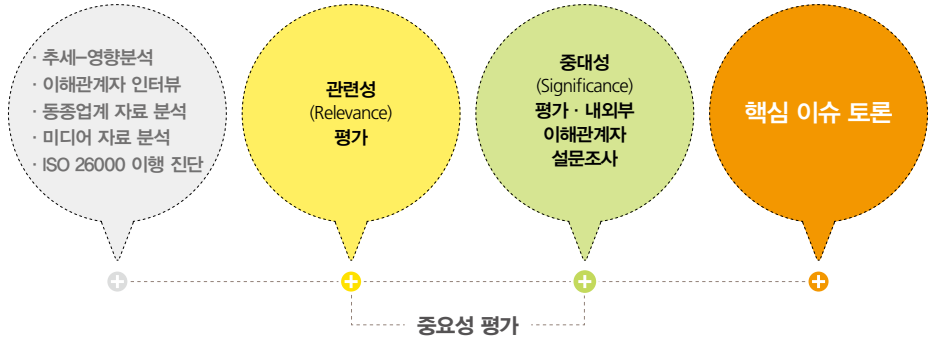 · 추세-영향분석
· 이해관계자 인터뷰
· 동종업계 자료 분석
· 미디어 자료 분석
· ISO 26000 이행 진단
관련성
(Relevance)
평가
중대성
(Significance)
평가 · 내외부
이해관계자
설문조사
핵심 이슈 토론
중요성 평가